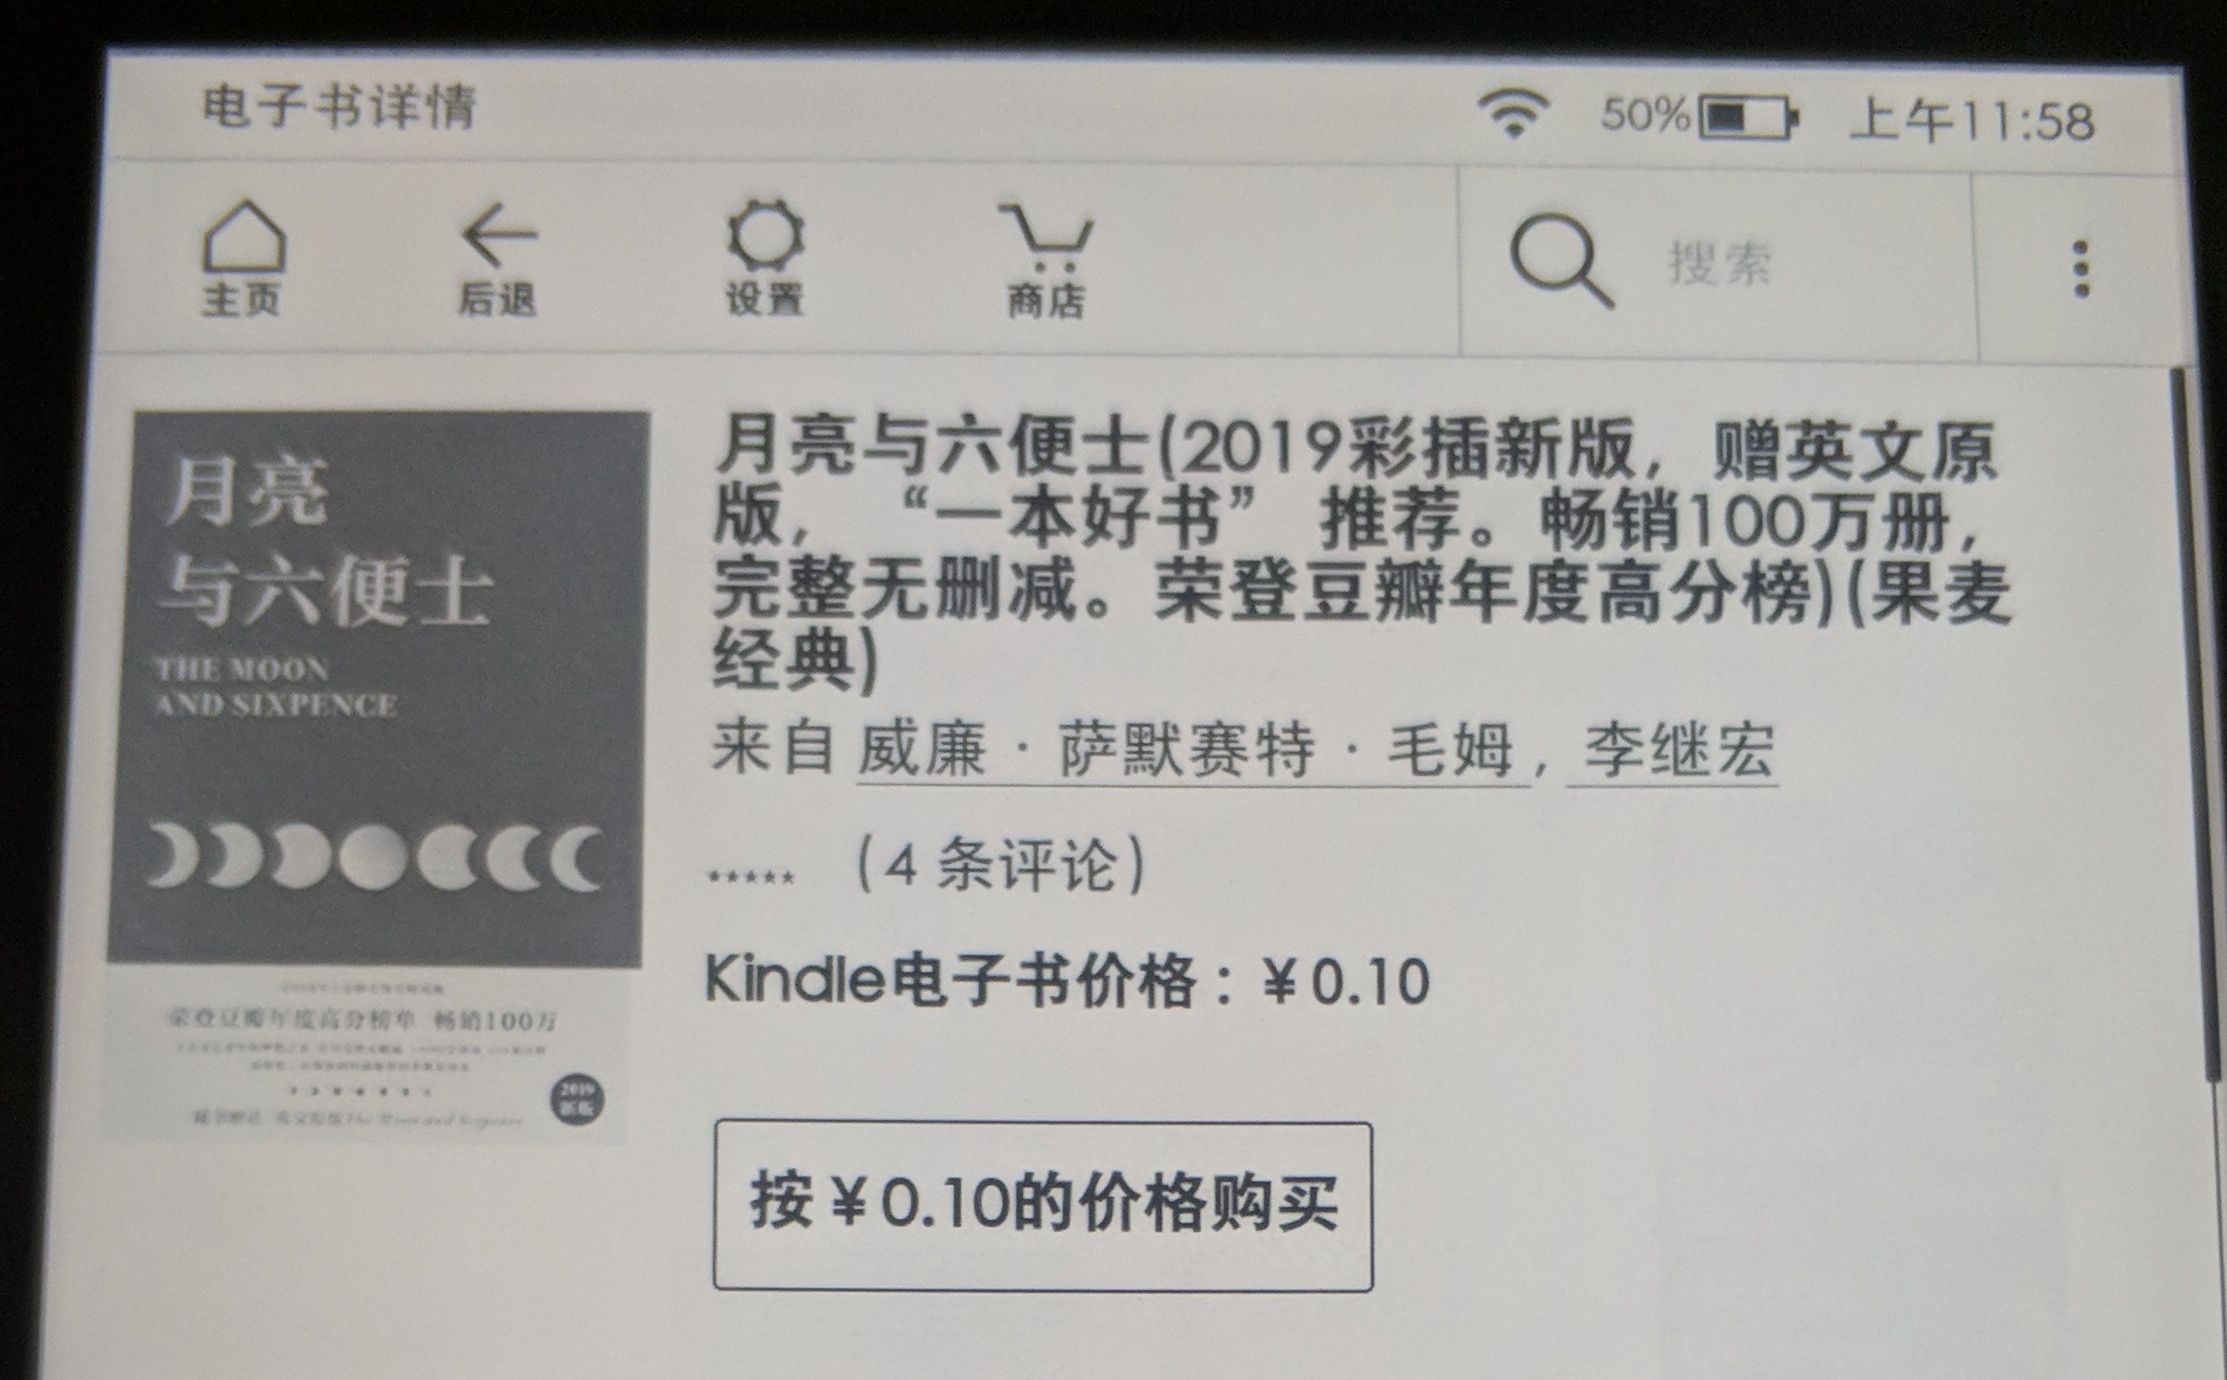 电子书详情
50%
上午11:58
主页
后退
设置
商店
搜索
月亮
与六便士
THE MOON
AND SIXPENCE
荣登豆瓣年度高分榜单 畅销100万
2019
新版
月亮与六便士(2019彩插新版，赠英文原
版，“一本好书” 推荐。畅销100万册，
完整无删减。荣登豆瓣年度高分榜)(果麦
经典)
来自 威廉·萨默赛特·毛姆, 李继宏
(4 条评论)
Kindle电子书价格：￥0.10
按￥0.10的价格购买